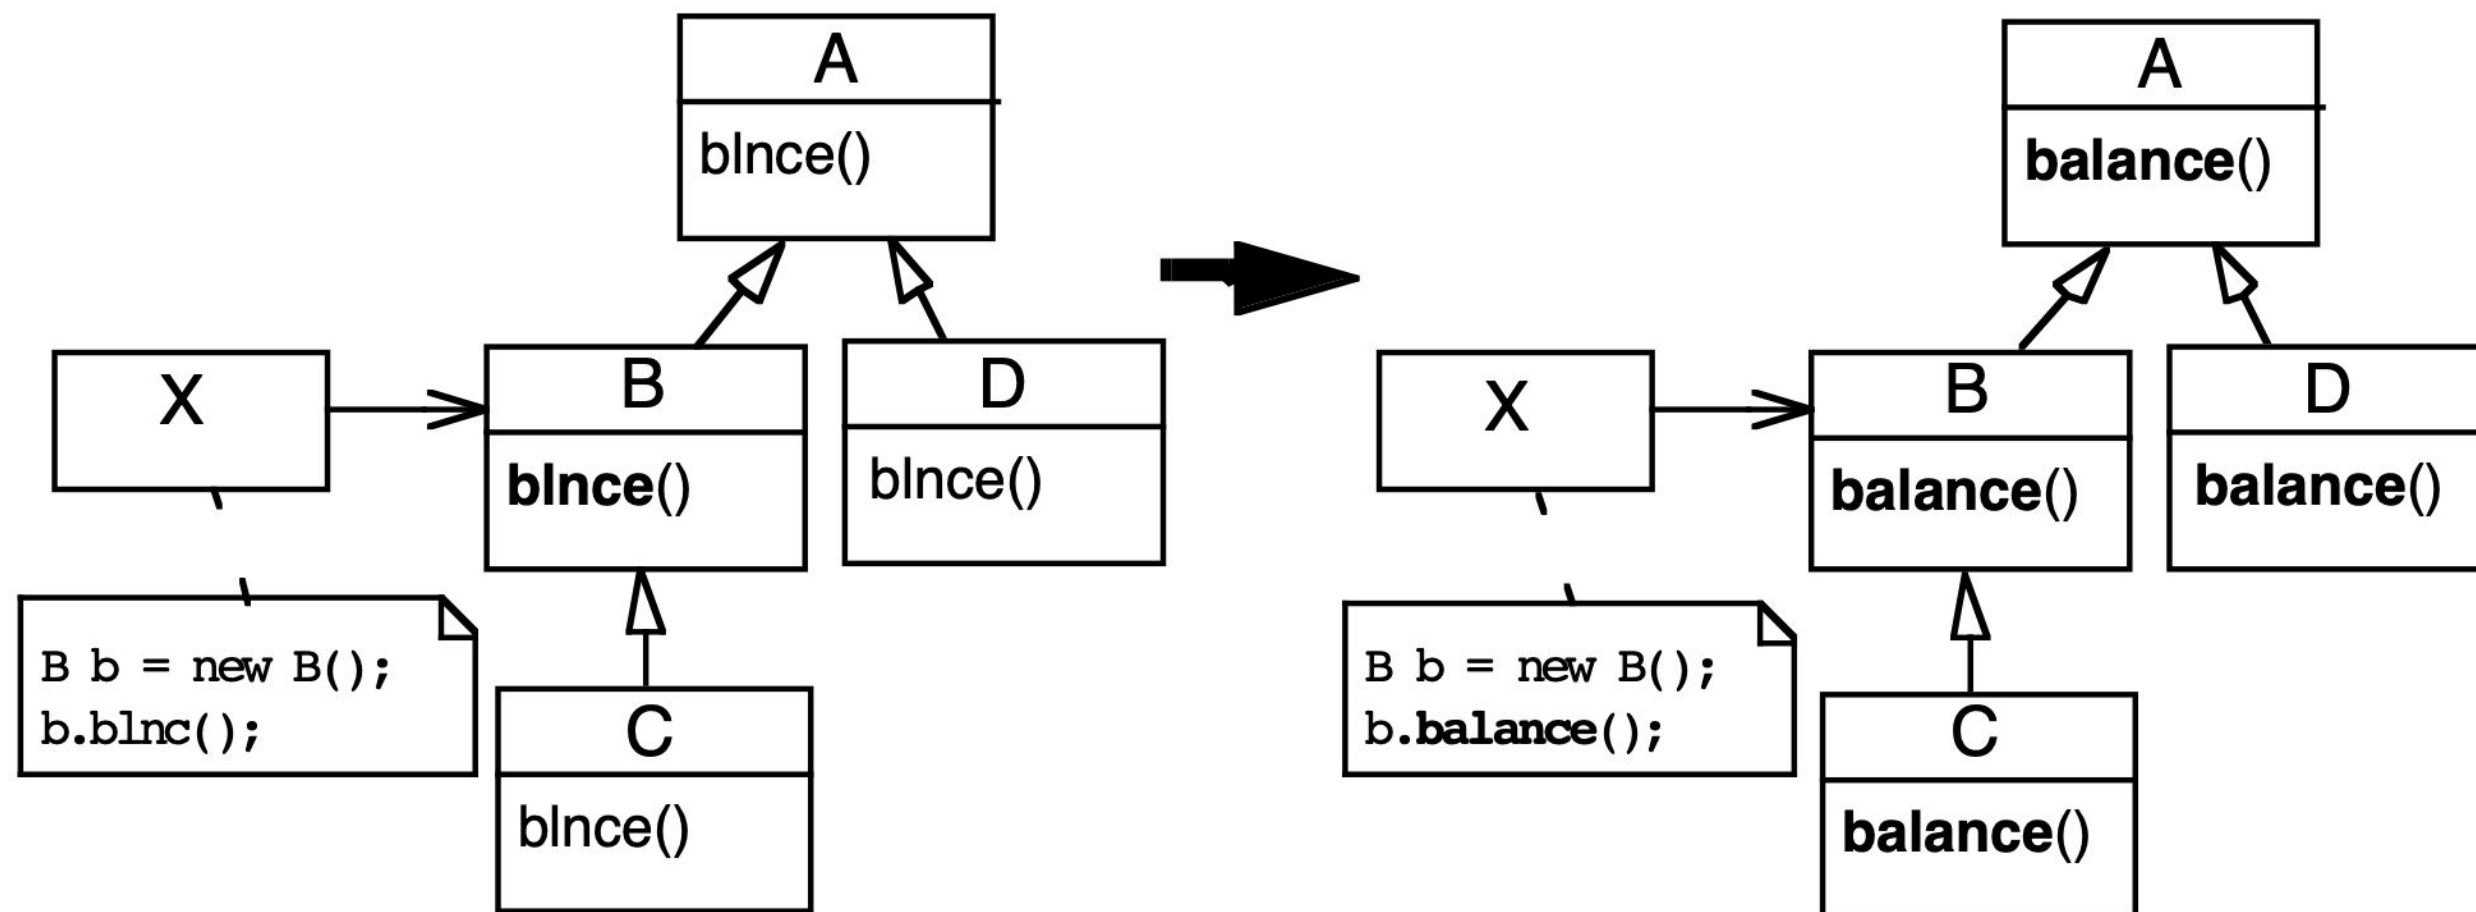 A
blnce()
X
B
blnce()
D
blnce()
B b = new B();
b.blnc();
C
blnce()
A
balance()
X
B
balance()
D
balance()
B b = new B();
b.balance();
C
balance()